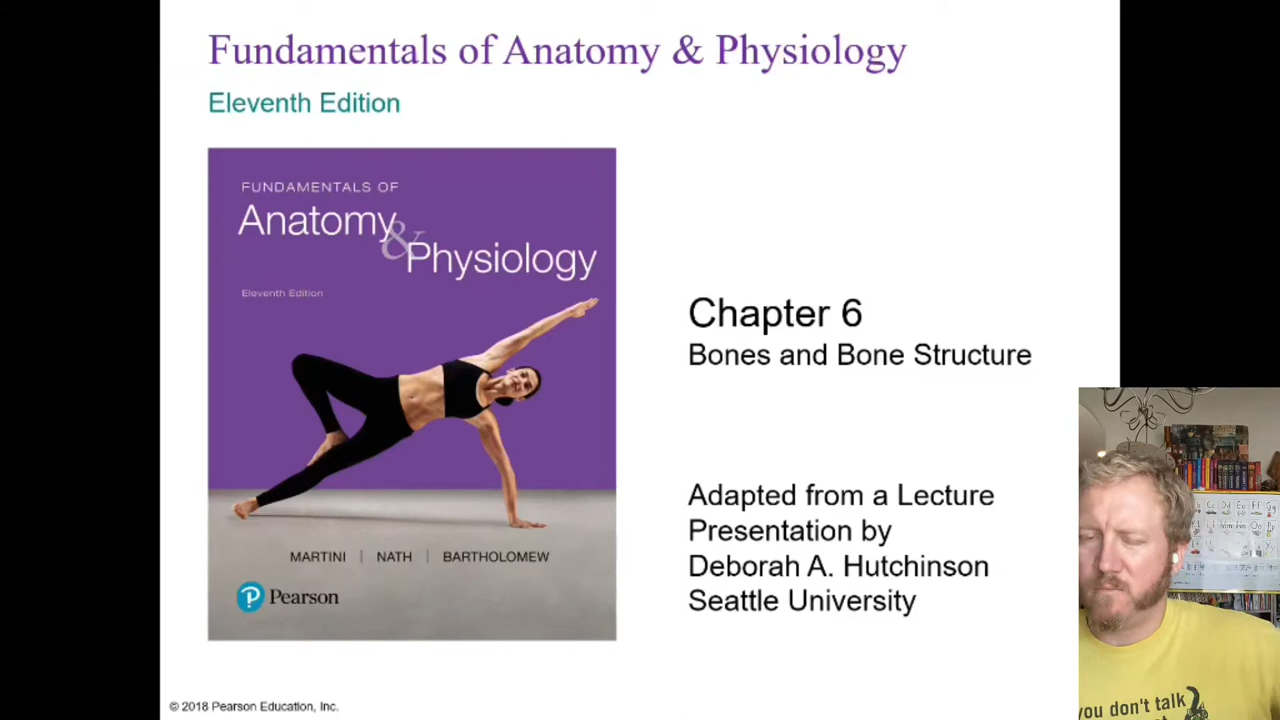 Fundamentals of Anatomy & Physiology
Eleventh Edition
FUNDAMENTALS OF
Anatomy
&
Physiology
Eleventh Edition
MARTINI | NATH | BARTHOLOMEW
P Pearson
Chapter 6
Bones and Bone Structure
Adapted from a Lecture
Presentation by
Deborah A. Hutchinson
Seattle University
© 2018 Pearson Education, Inc.
you don't talk